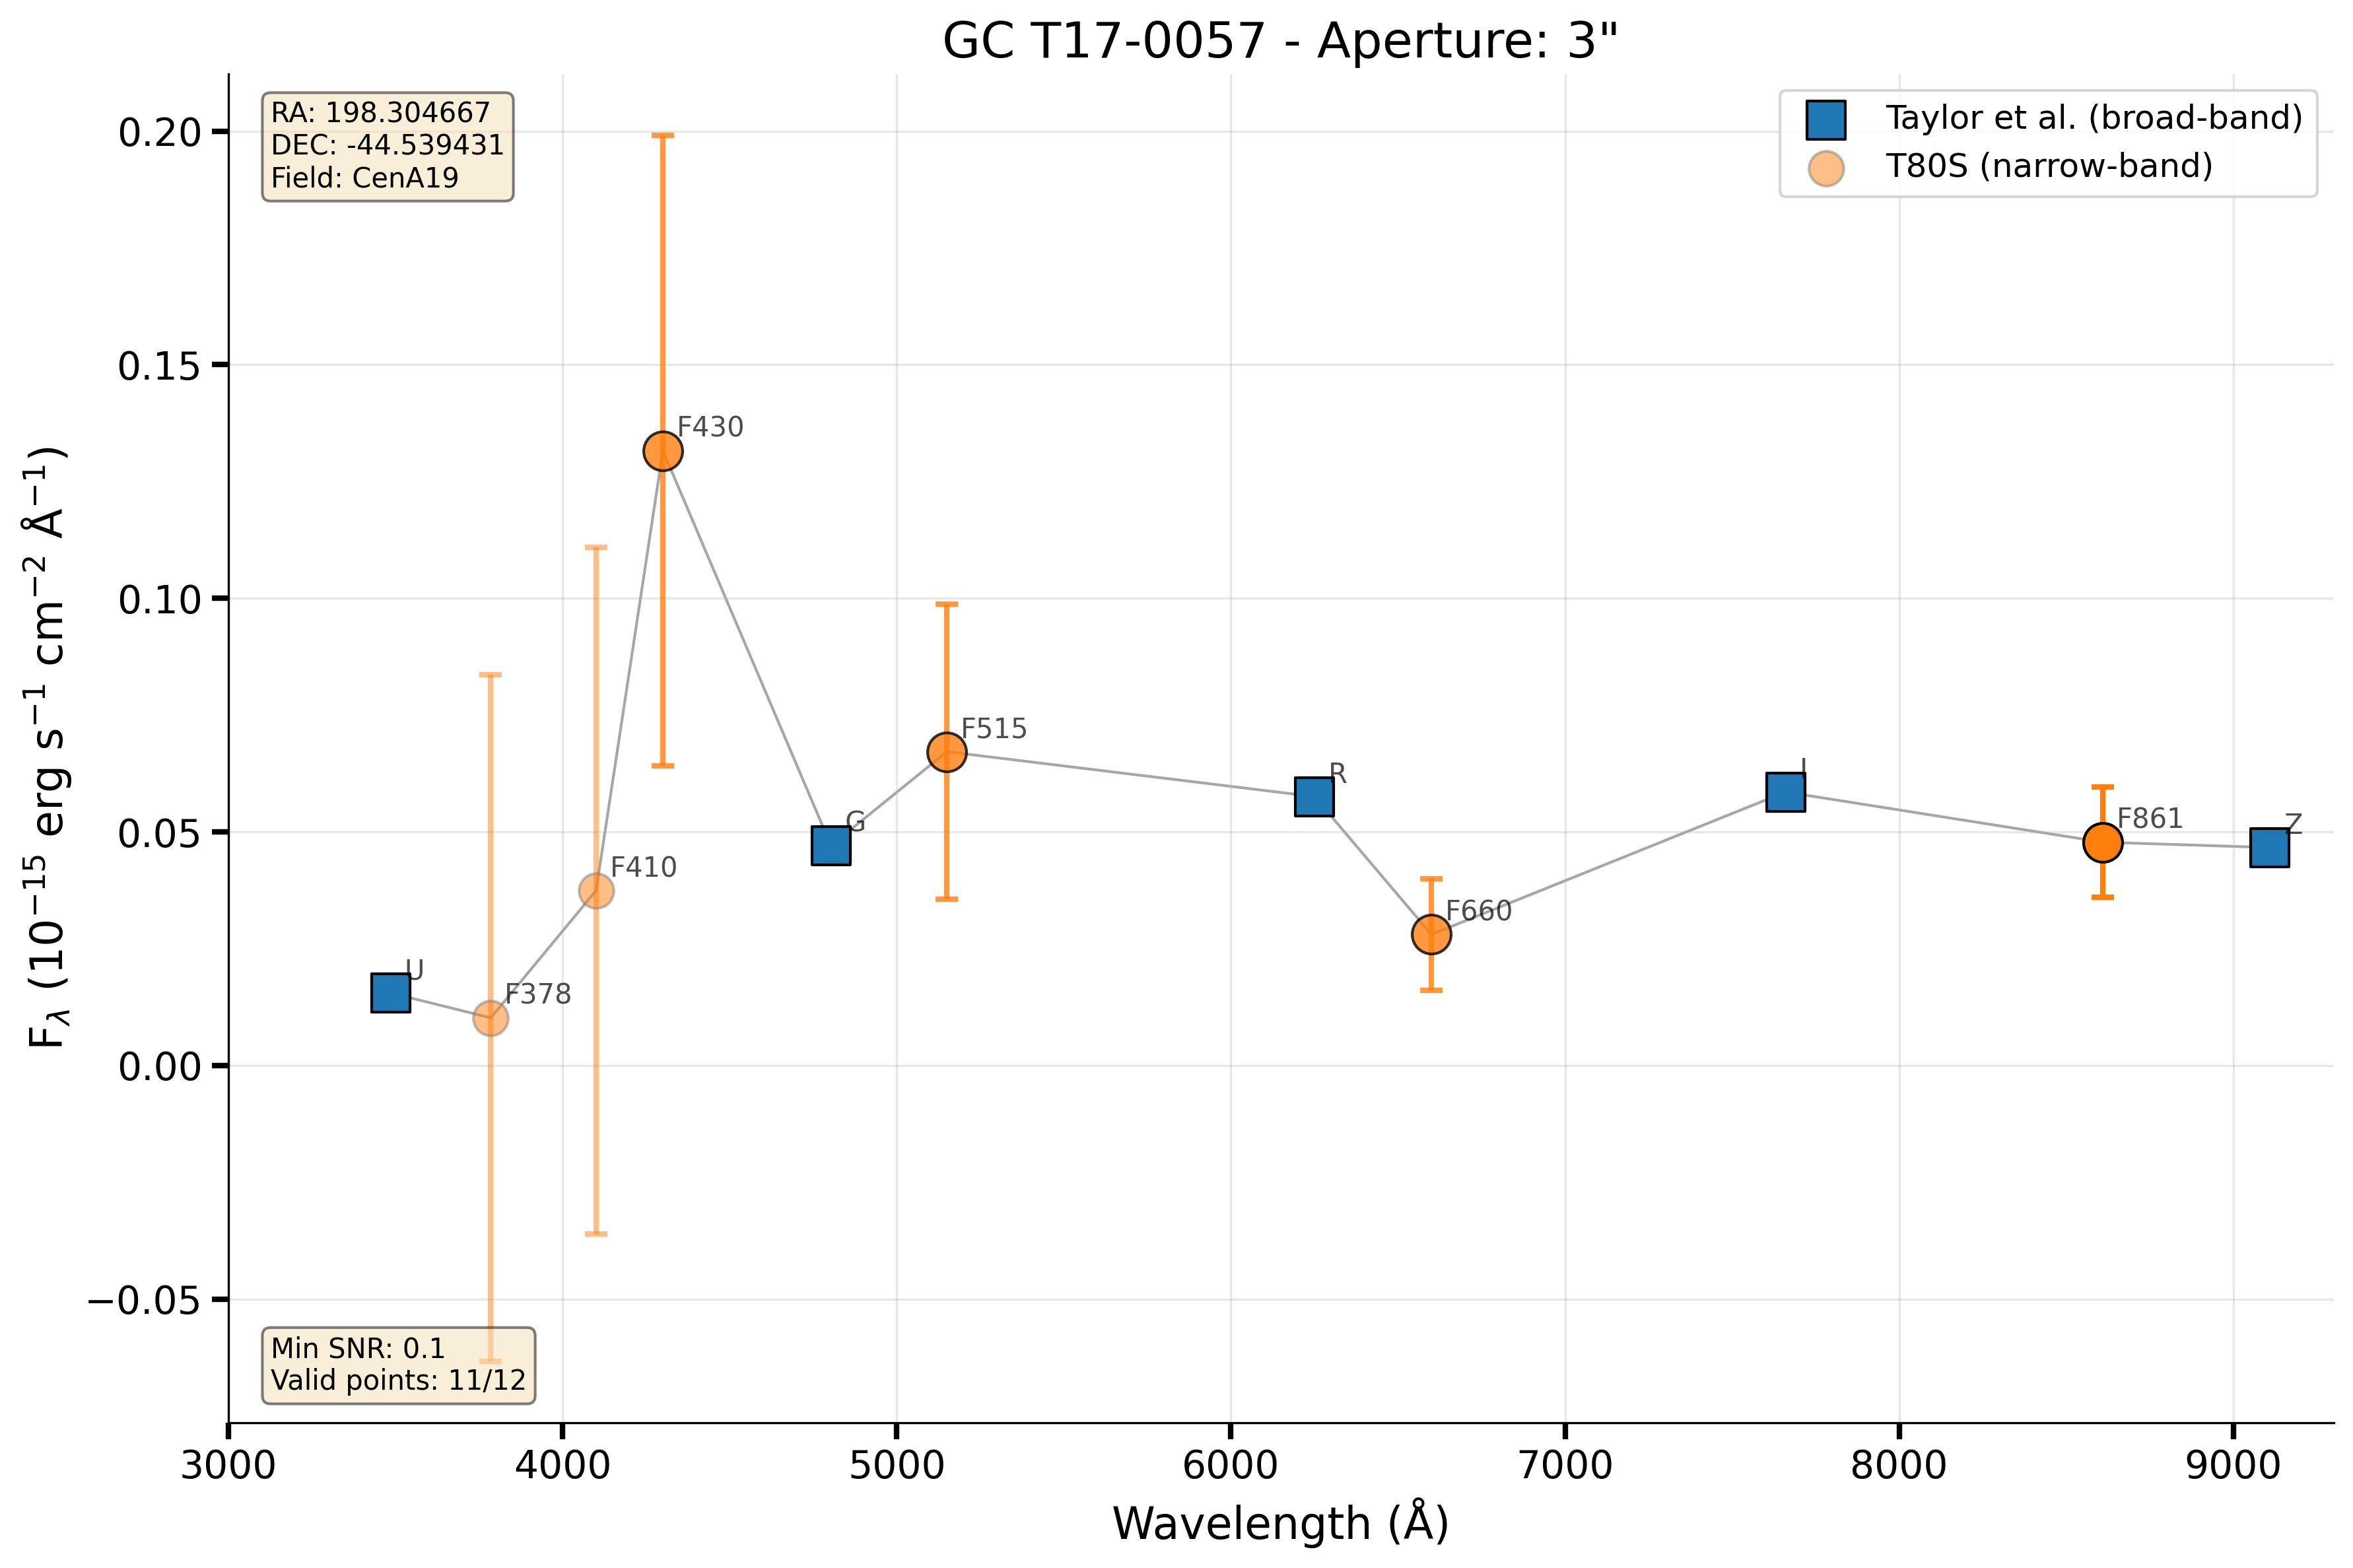 GC T17-0057 - Aperture: 3"
RA: 198.304667
DEC: -44.539431
Field: CenA19
Taylor et al. (broad-band)
T80S (narrow-band)
0.20
0.15
0.10
0.05
0.00
−0.05
F_λ (10⁻¹⁵ erg s⁻¹ cm⁻² Å⁻¹)
U
F378
F410
F430
G
F515
R
F660
I
F861
Z
Min SNR: 0.1
Valid points: 11/12
3000 4000 5000 6000 7000 8000 9000
Wavelength (Å)